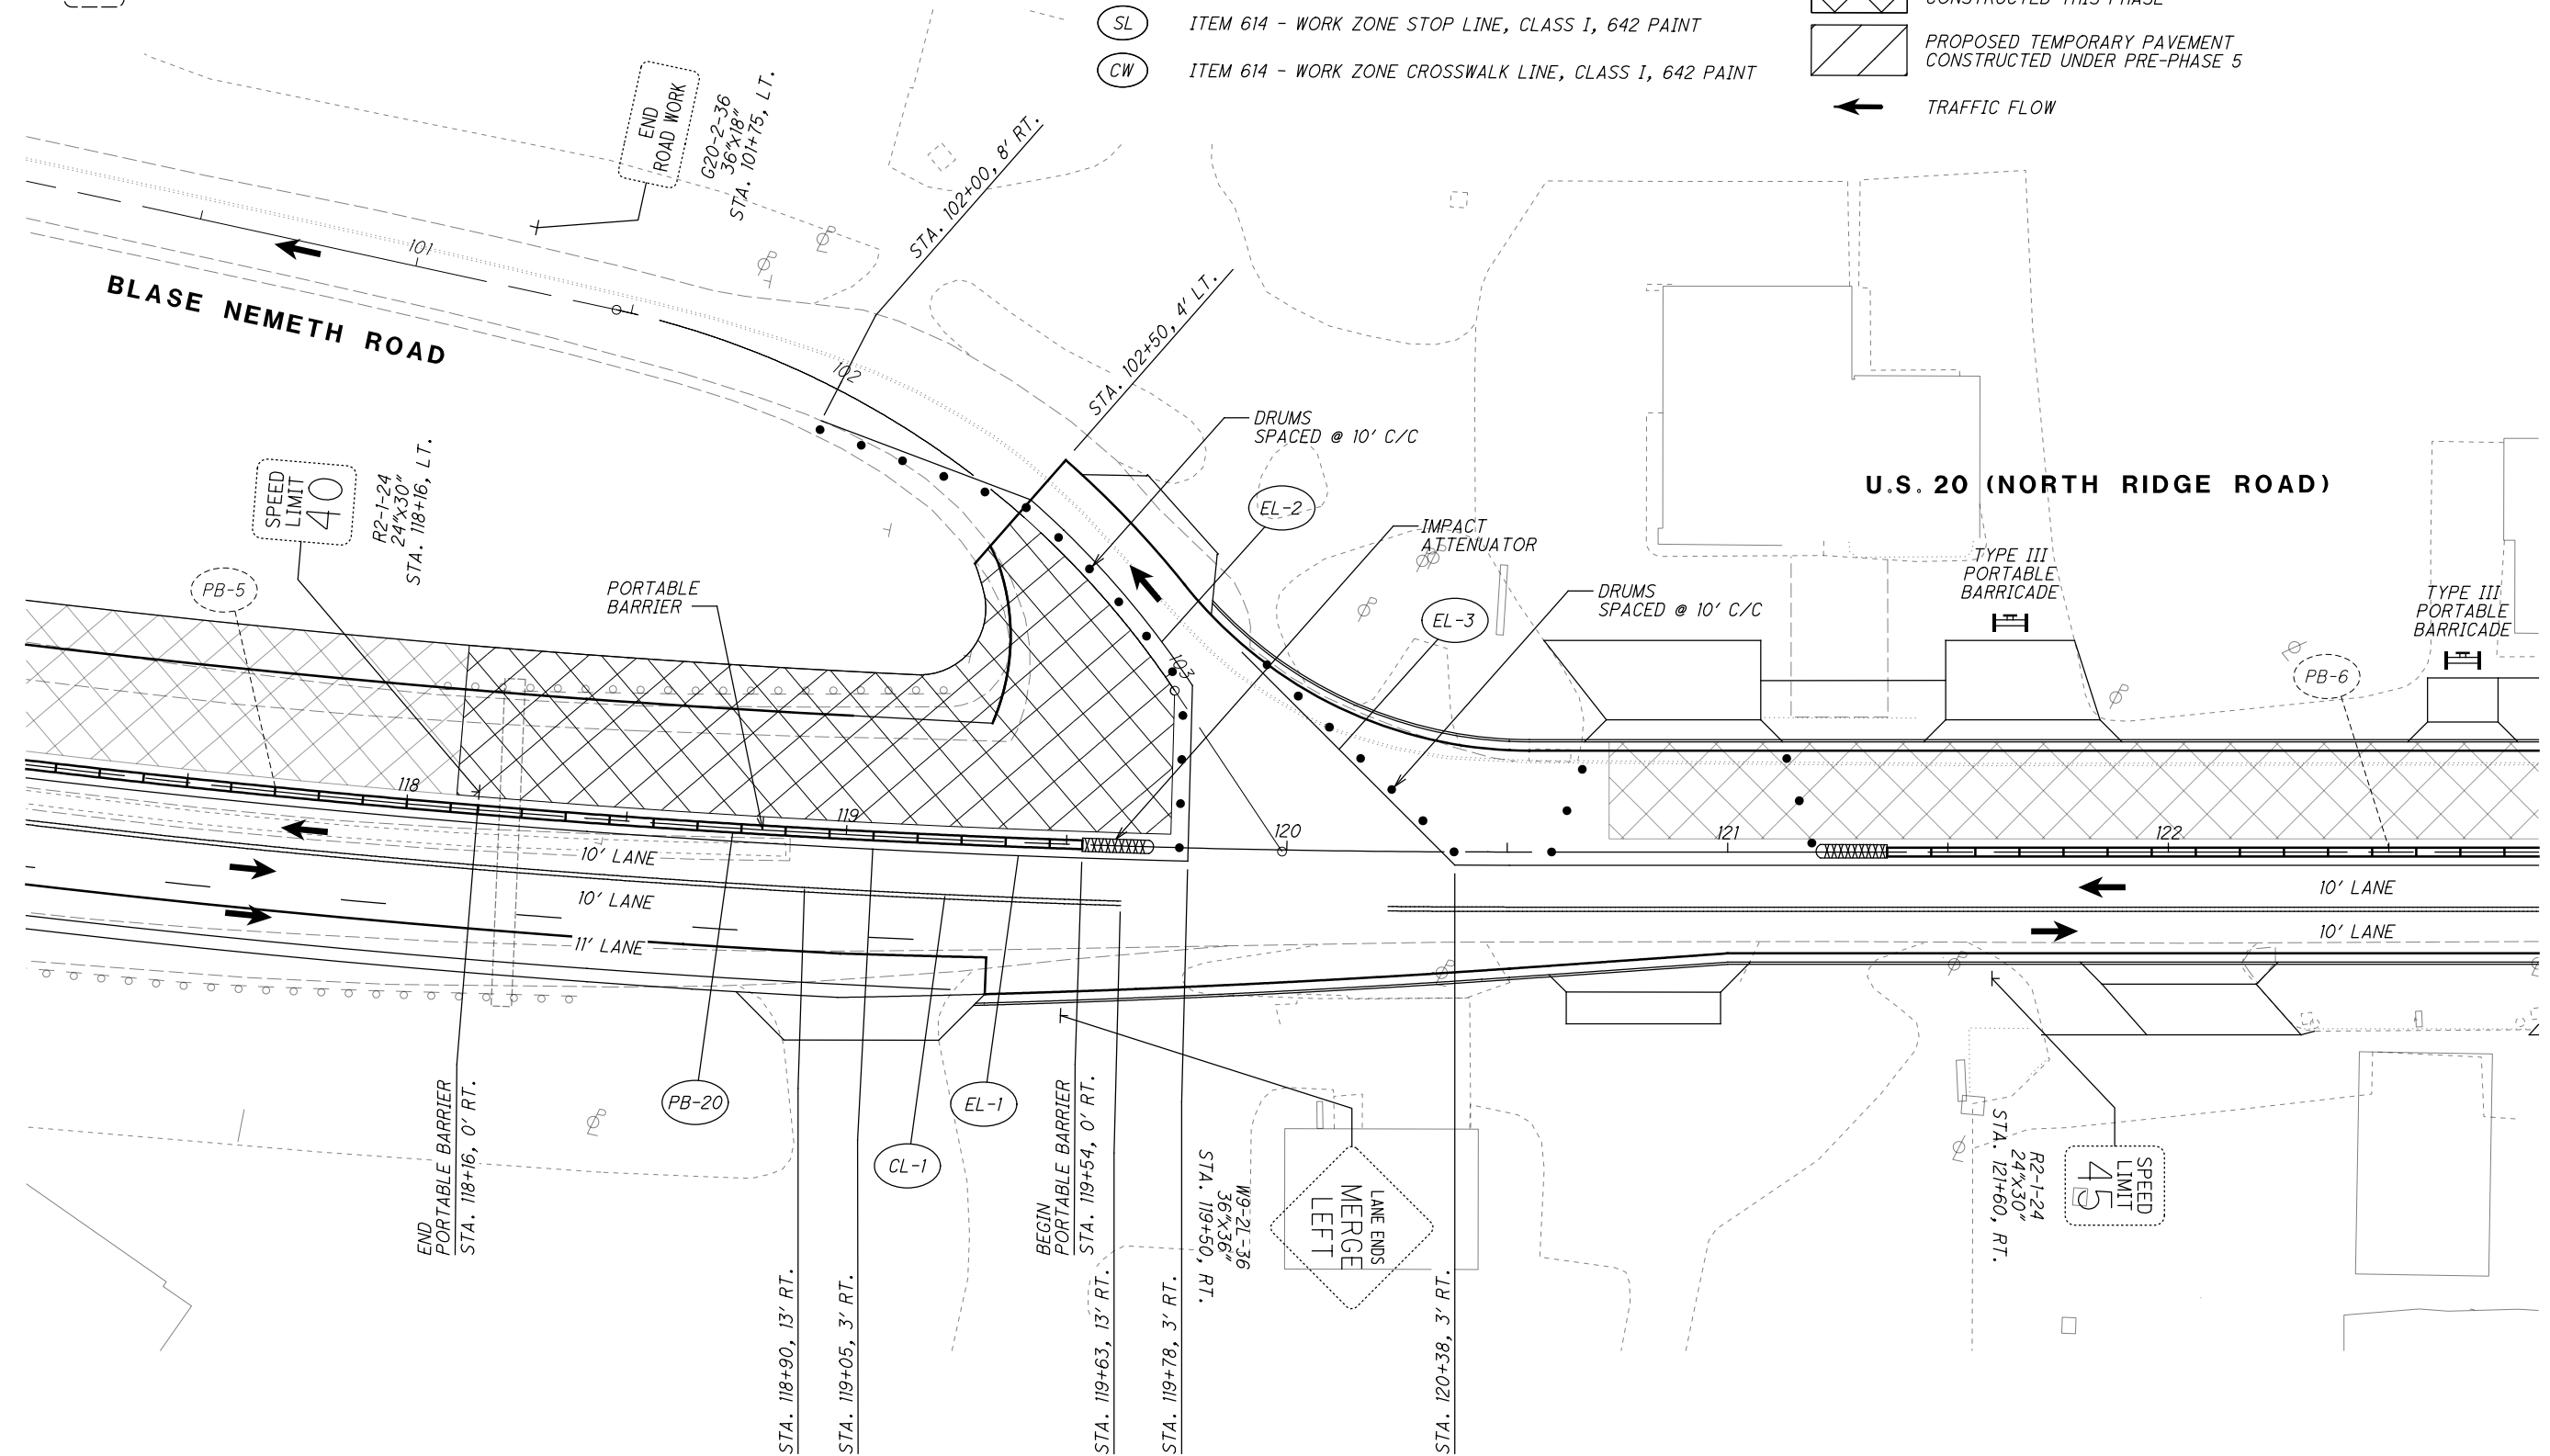 SL
ITEM 614 - WORK ZONE STOP LINE, CLASS I, 642 PAINT
CW
ITEM 614 - WORK ZONE CROSSWALK LINE, CLASS I, 642 PAINT
CONSTRUCTED THIS PHASE
PROPOSED TEMPORARY PAVEMENT
CONSTRUCTED UNDER PRE-PHASE 5
TRAFFIC FLOW
END
ROAD WORK
G20-2-36
36"x18"
STA. 101+75, LT.
STA. 102+00, 8' RT.
STA. 102+50, 4' LT.
101
102
103
BLASE NEMETH ROAD
SPEED
LIMIT
40
R2-1-24
24"x30"
STA. 118+16, LT.
PB-5
PORTABLE
BARRIER
DRUMS
SPACED @ 10' C/C
EL-2
IMPACT
ATTENUATOR
EL-3
DRUMS
SPACED @ 10' C/C
U.S. 20 (NORTH RIDGE ROAD)
TYPE III
PORTABLE
BARRICADE
TYPE III
PORTABLE
BARRICADE
PB-6
118
119
120
121
122
10' LANE
10' LANE
11' LANE
10' LANE
10' LANE
PB-20
EL-1
CL-1
END
PORTABLE BARRIER
STA. 118+16, 0' RT.
BEGIN
PORTABLE BARRIER
STA. 119+54, 0' RT.
W9-2L-36
36"x36"
STA. 119+50, RT.
LANE ENDS
MERGE
LEFT
R2-1-24
24"x30"
STA. 121+60, RT.
SPEED
LIMIT
45
STA. 118+90, 13' RT.
STA. 119+05, 3' RT.
STA. 119+63, 13' RT.
STA. 119+78, 3' RT.
STA. 120+38, 3' RT.